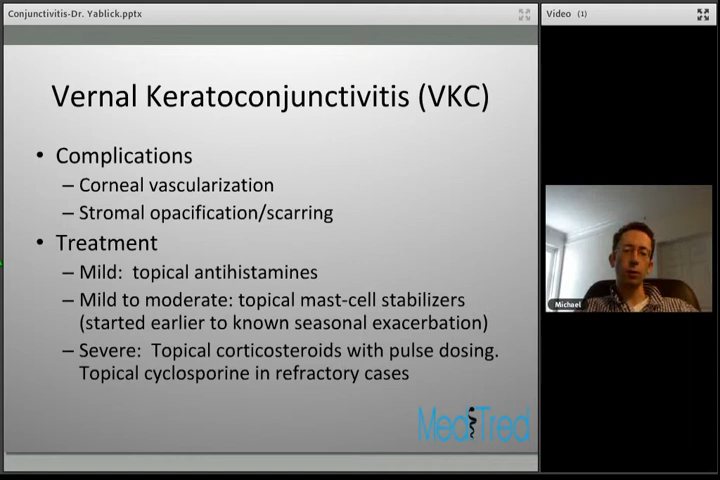 Conjunctivitis-Dr. Yablick.pptx
Video (1)
Vernal Keratoconjunctivitis (VKC)
• Complications
– Corneal vascularization
– Stromal opacification/scarring
• Treatment
– Mild: topical antihistamines
– Mild to moderate: topical mast-cell stabilizers
(started earlier to known seasonal exacerbation)
– Severe: Topical corticosteroids with pulse dosing.
Topical cyclosporine in refractory cases
Michael
MedTred